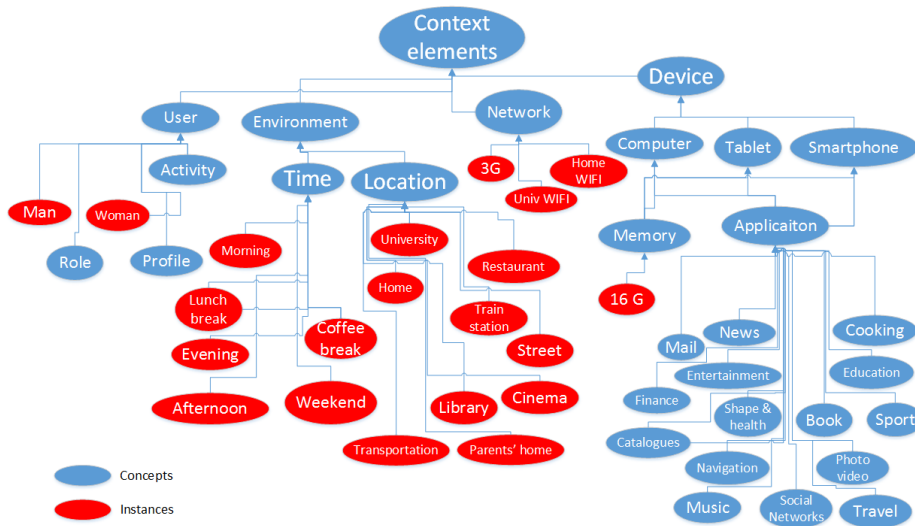 Context
elements
Device
User
Environment
Network
Computer
Tablet
Smartphone
Activity
Time
Location
3G
Home
WIFI
Univ WIFI
Man
Woman
Role
Profile
Morning
University
Restaurant
Memory
Applicaiton
Home
Lunch
break
Train
station
16 G
Coffee
break
Evening
Street
Mail
News
Cooking
Entertainment
Education
Afternoon
Weekend
Library
Cinema
Finance
Shape &
health
Book
Sport
Transportation
Parents' home
Catalogues
Navigation
Photo
video
Music
Social
Networks
Travel
Concepts
Instances